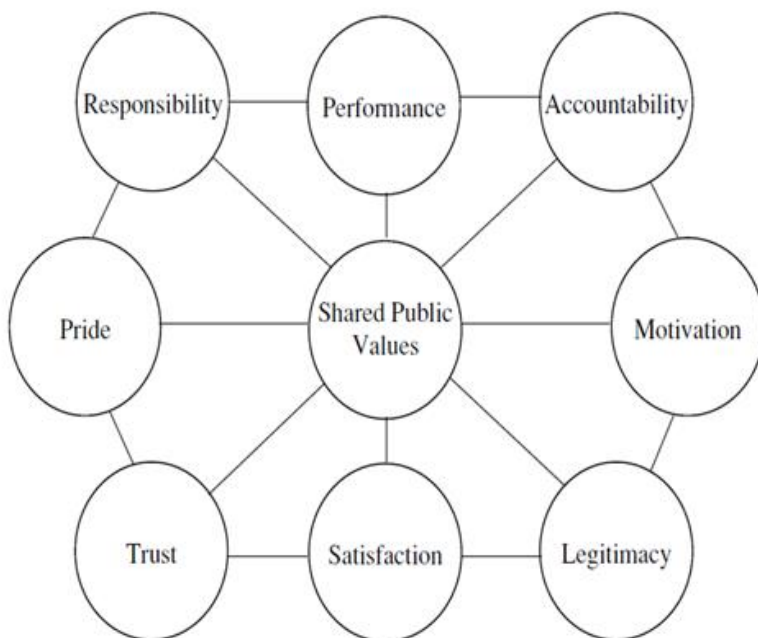 Responsibility
Performance
Accountability
Pride
Shared Public
Values
Motivation
Trust
Satisfaction
Legitimacy